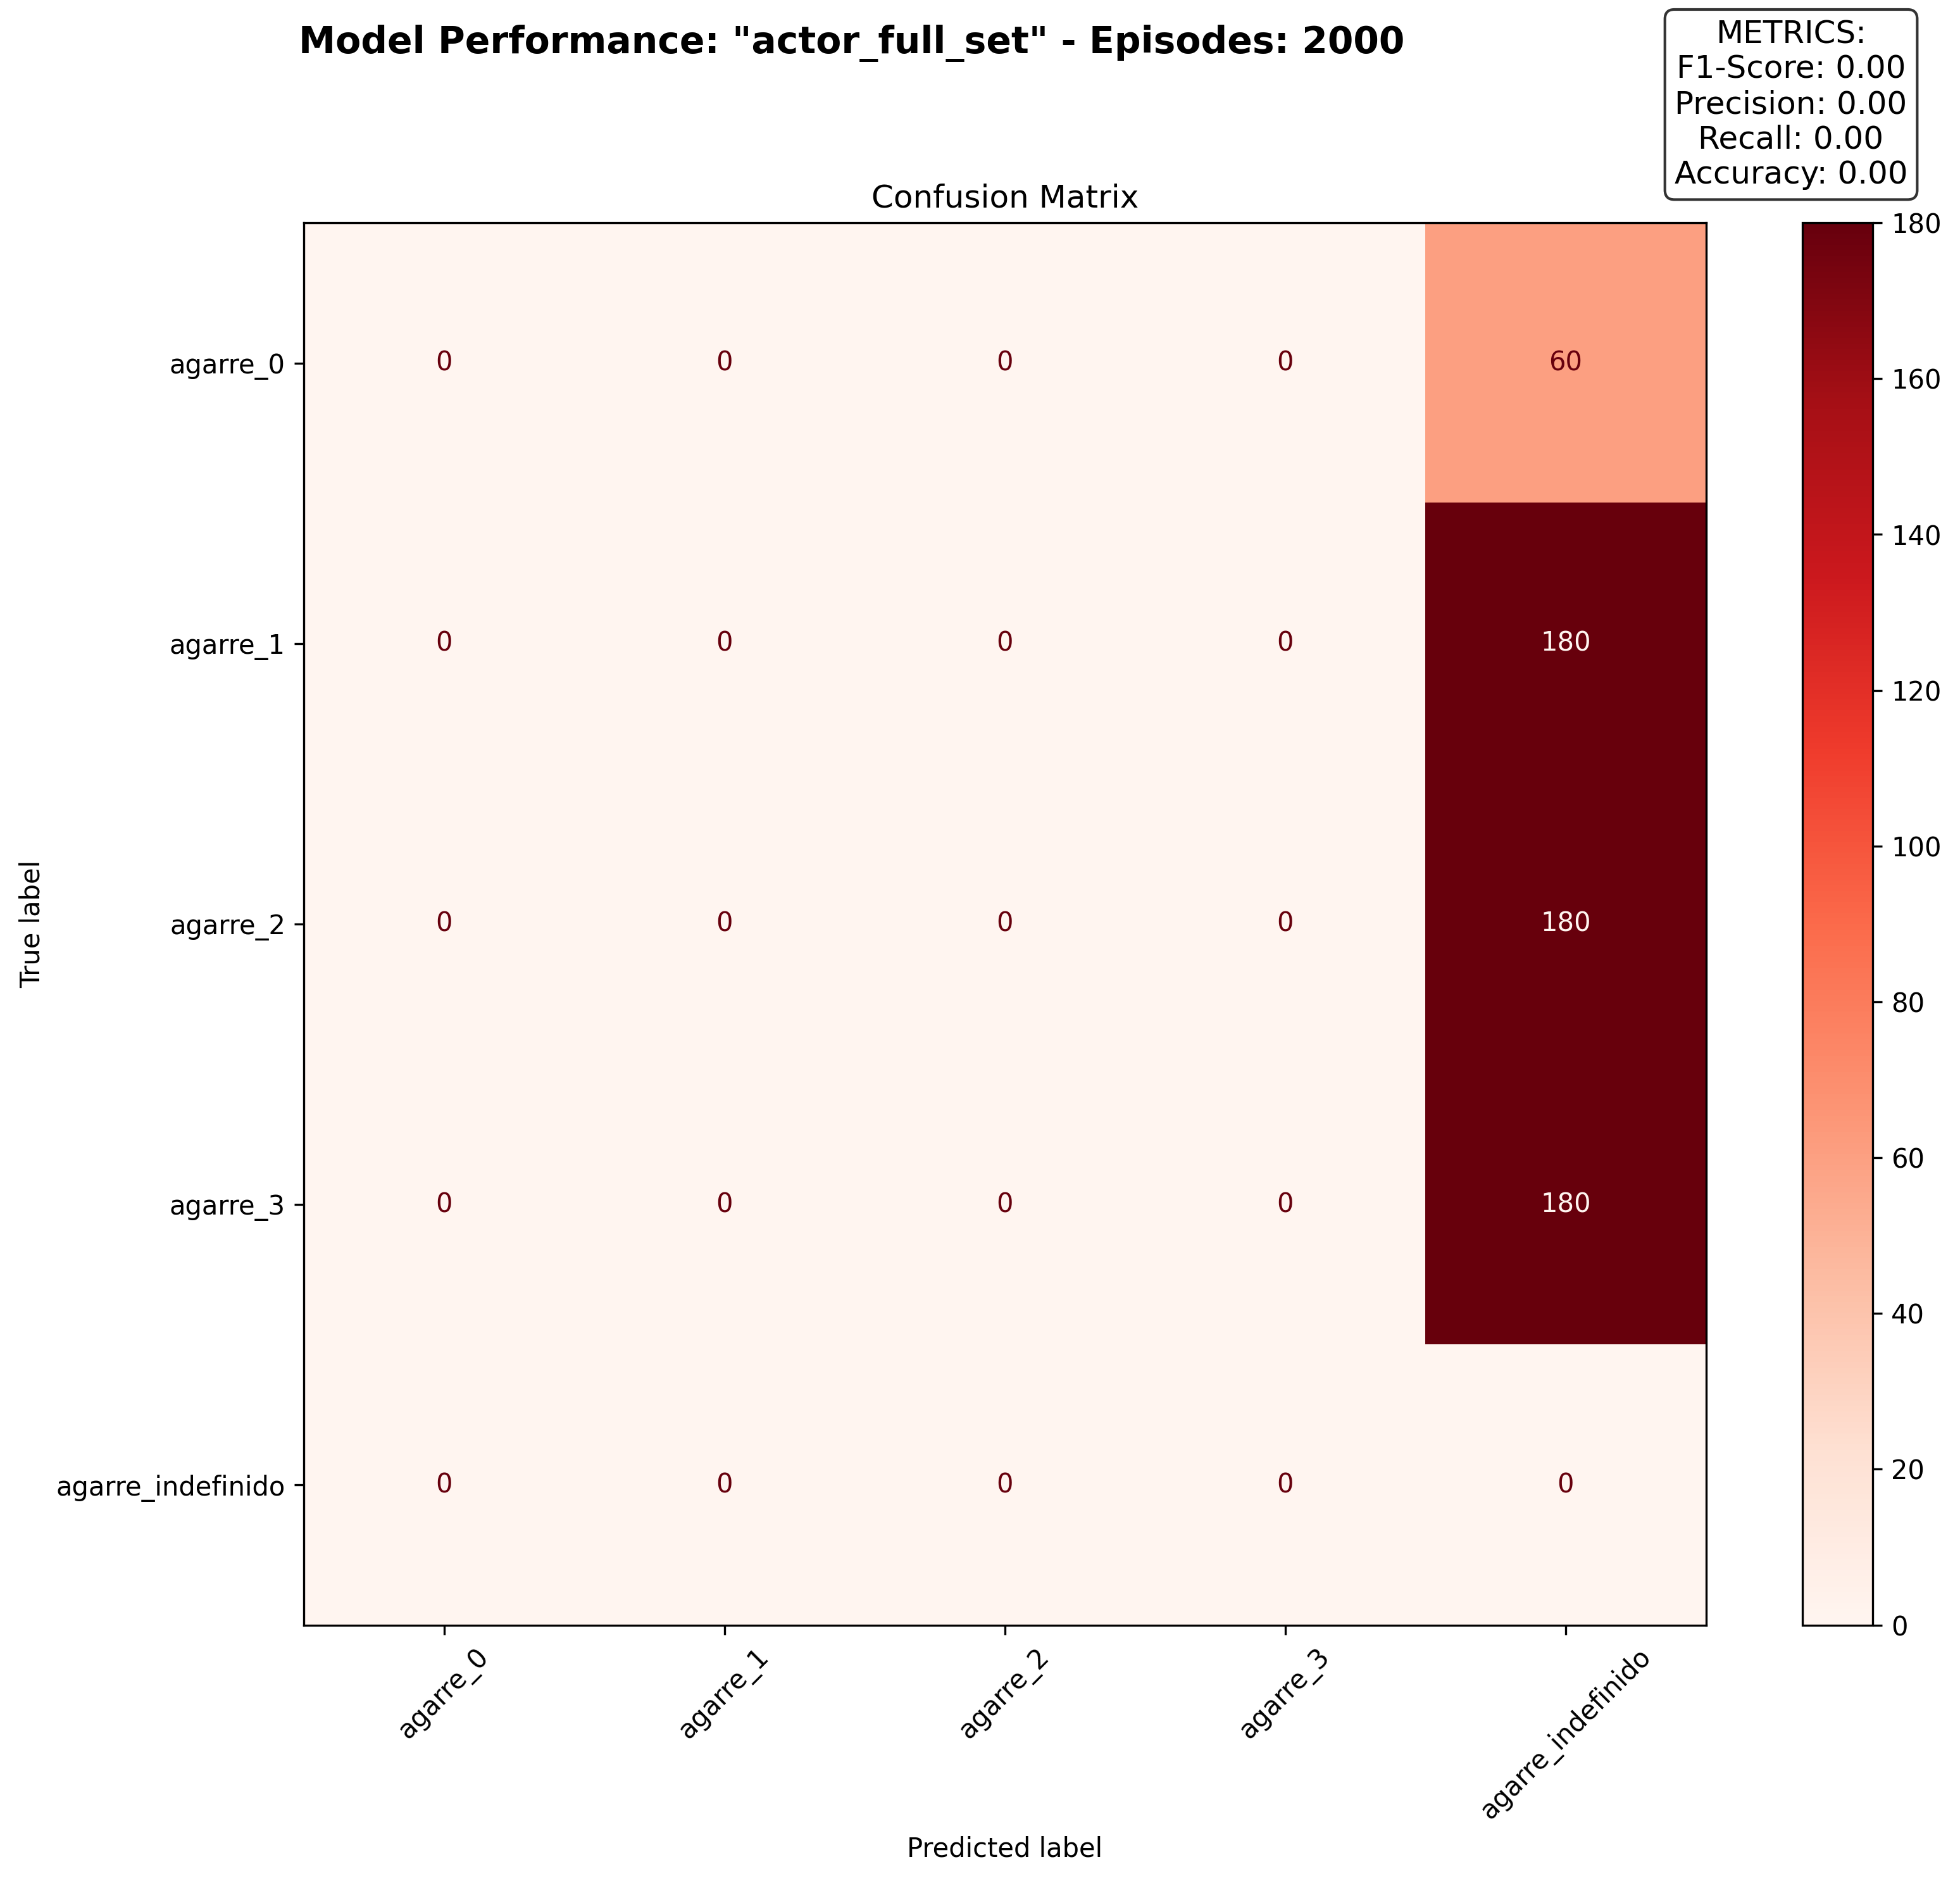 Model Performance: "actor_full_set" - Episodes: 2000
METRICS:
F1-Score: 0.00
Precision: 0.00
Recall: 0.00
Accuracy: 0.00
Confusion Matrix
True label
agarre_0 0 0 0 0 60
agarre_1 0 0 0 0 180
agarre_2 0 0 0 0 180
agarre_3 0 0 0 0 180
agarre_indefinido 0 0 0 0 0
agarre_0 agarre_1 agarre_2 agarre_3 agarre_indefinido
Predicted label
180
160
140
120
100
80
60
40
20
0